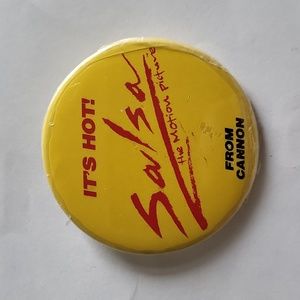 IT'S HOT!
Salsa
the Motion Picture
FROM
CANNON